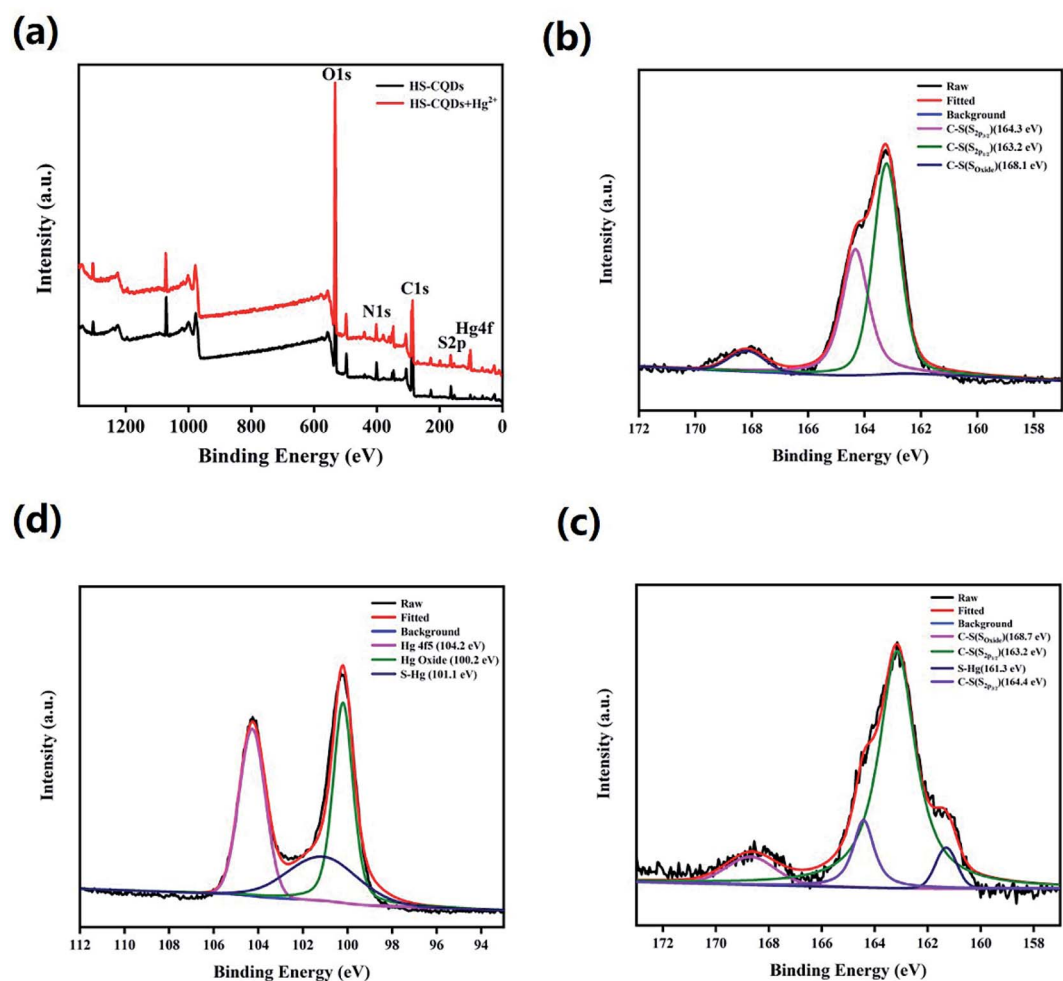 (a)
O1s
HS-CQDs
HS-CQDs+Hg²⁺
C1s
N1s
Hg4f
S2p
Intensity (a.u.)
1200 1000 800 600 400 200 0
Binding Energy (eV)
(b)
Raw
Fitted
Background
C-S(S2p1/2)(164.3 eV)
C-S(S2p3/2)(163.2 eV)
C-S(SOxide)(168.1 eV)
Intensity (a.u.)
172 170 168 166 164 162 160 158
Binding Energy (eV)
(d)
Raw
Fitted
Background
Hg 4f5 (104.2 eV)
Hg Oxide (100.2 eV)
S-Hg (101.1 eV)
Intensity (a.u.)
112 110 108 106 104 102 100 98 96 94
Binding Energy (eV)
(c)
Raw
Fitted
Background
C-S(SOxide)(168.7 eV)
C-S(S2p1/2)(163.2 eV)
S-Hg(161.3 eV)
C-S(S2p3/2)(164.4 eV)
Intensity (a.u.)
172 170 168 166 164 162 160 158
Binding Energy (eV)